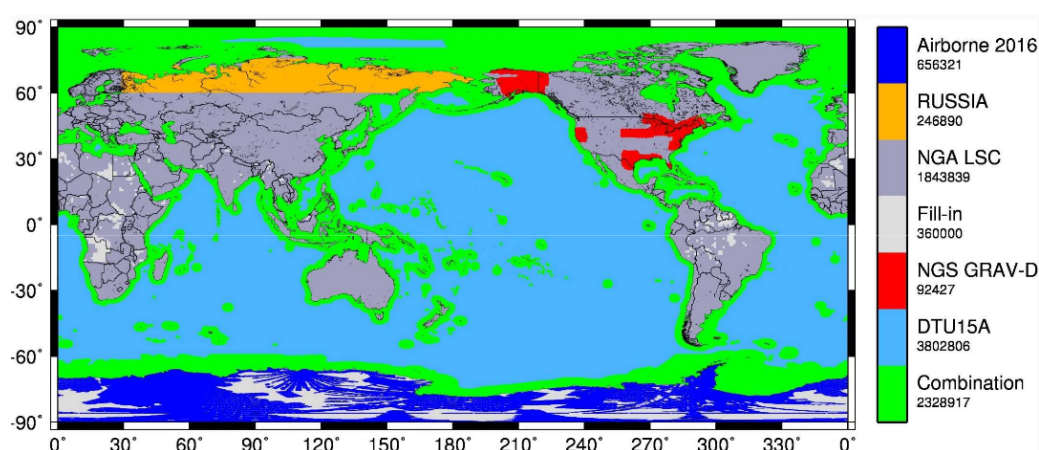 90°
60°
30°
0°
-30°
-60°
-90°
0° 30° 60° 90° 120° 150° 180° 210° 240° 270° 300° 330° 0°
Airborne 2016
656321
RUSSIA
246890
NGA LSC
1843839
Fill-in
360000
NGS GRAV-D
92427
DTU15A
3802806
Combination
2328917